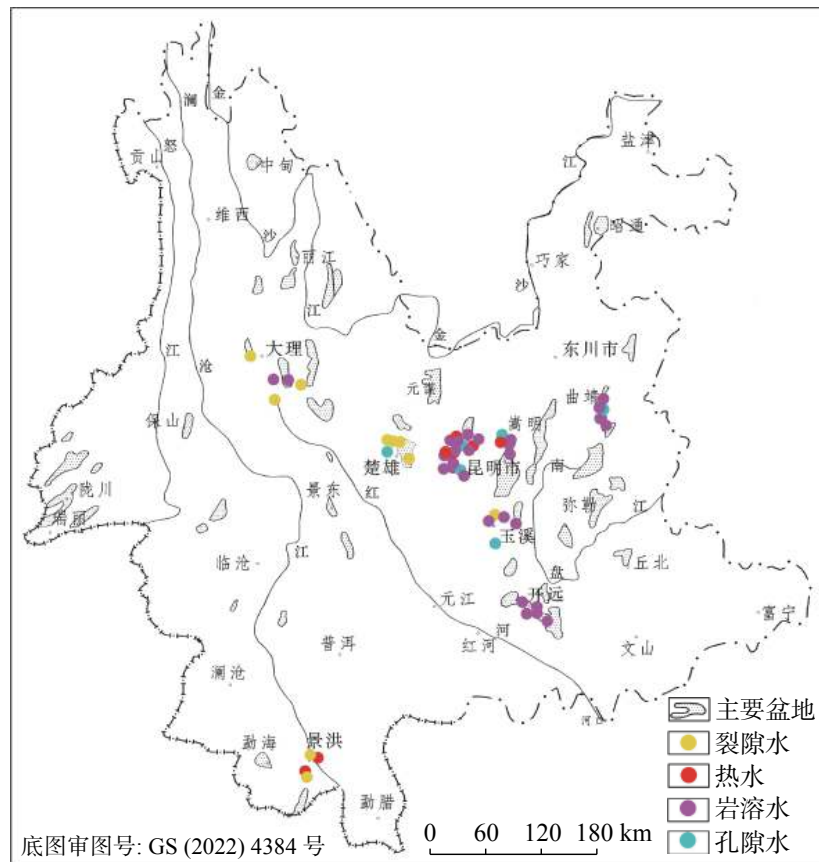 澜
金
怒
贡山
中甸
维西
沙
丽江
江
盐津
江
昭通
巧家
沙
金
江
沧
大理
元谋
东川市
曲靖
保山
嵩明
楚雄
昆明市
南
景东
红
陇川
瑞丽
弥勒
江
玉溪
临沧
江
盘
丘北
开远
元江
富宁
普洱
红河
河
文山
澜沧
河口
勐海
景洪
勐腊
主要盆地
裂隙水
热水
岩溶水
孔隙水
0 60 120 180 km
底图审图号: GS (2022) 4384 号